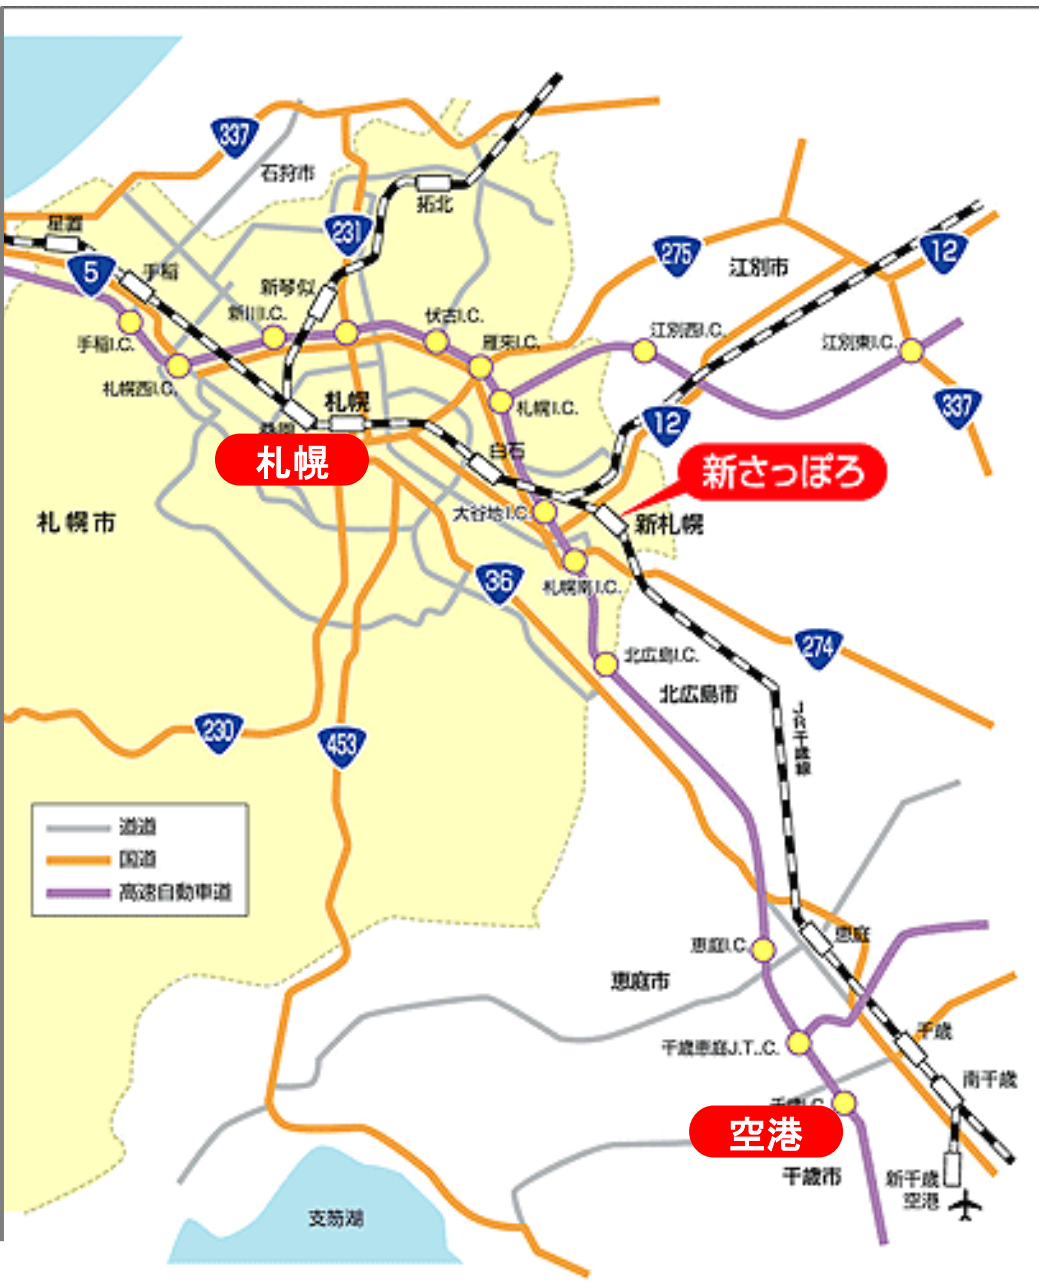 337
石狩市
拓北
星置
231
5
手稲
275
江別市
12
新琴似
新川I.C.
伏古I.C.
手稲I.C.
雁来I.C.
江別西I.C.
江別東I.C.
札幌西I.C.
札幌
札幌I.C.
337
12
札幌
白石
新さっぽろ
札幌市
大谷地I.C.
新札幌
36
札幌南I.C.
274
北広島I.C.
北広島市
JR千歳線
230
453
道道
国道
高速自動車道
恵庭
恵庭I.C.
恵庭市
千歳
千歳恵庭J.T..C.
南千歳
空港
千歳市
新千歳
空港
支笏湖